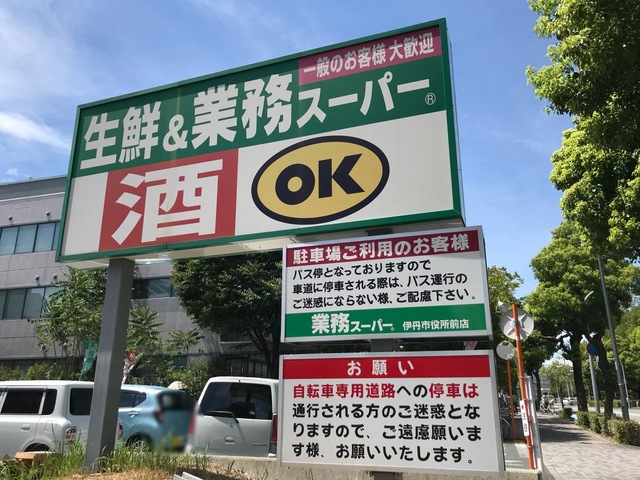 一般のお客様 大歓迎
生鮮&業務スーパー®
酒
OK
駐車場ご利用のお客様
バス停となっておりますので
車道に停車される際は、バス運行の
ご迷惑にならない様、ご配慮下さい。
業務スーパー 伊丹市役所前店
お願い
自転車専用道路への停車は
通行される方のご迷惑とな
りますので、ご遠慮願いま
す様、お願いいたします。